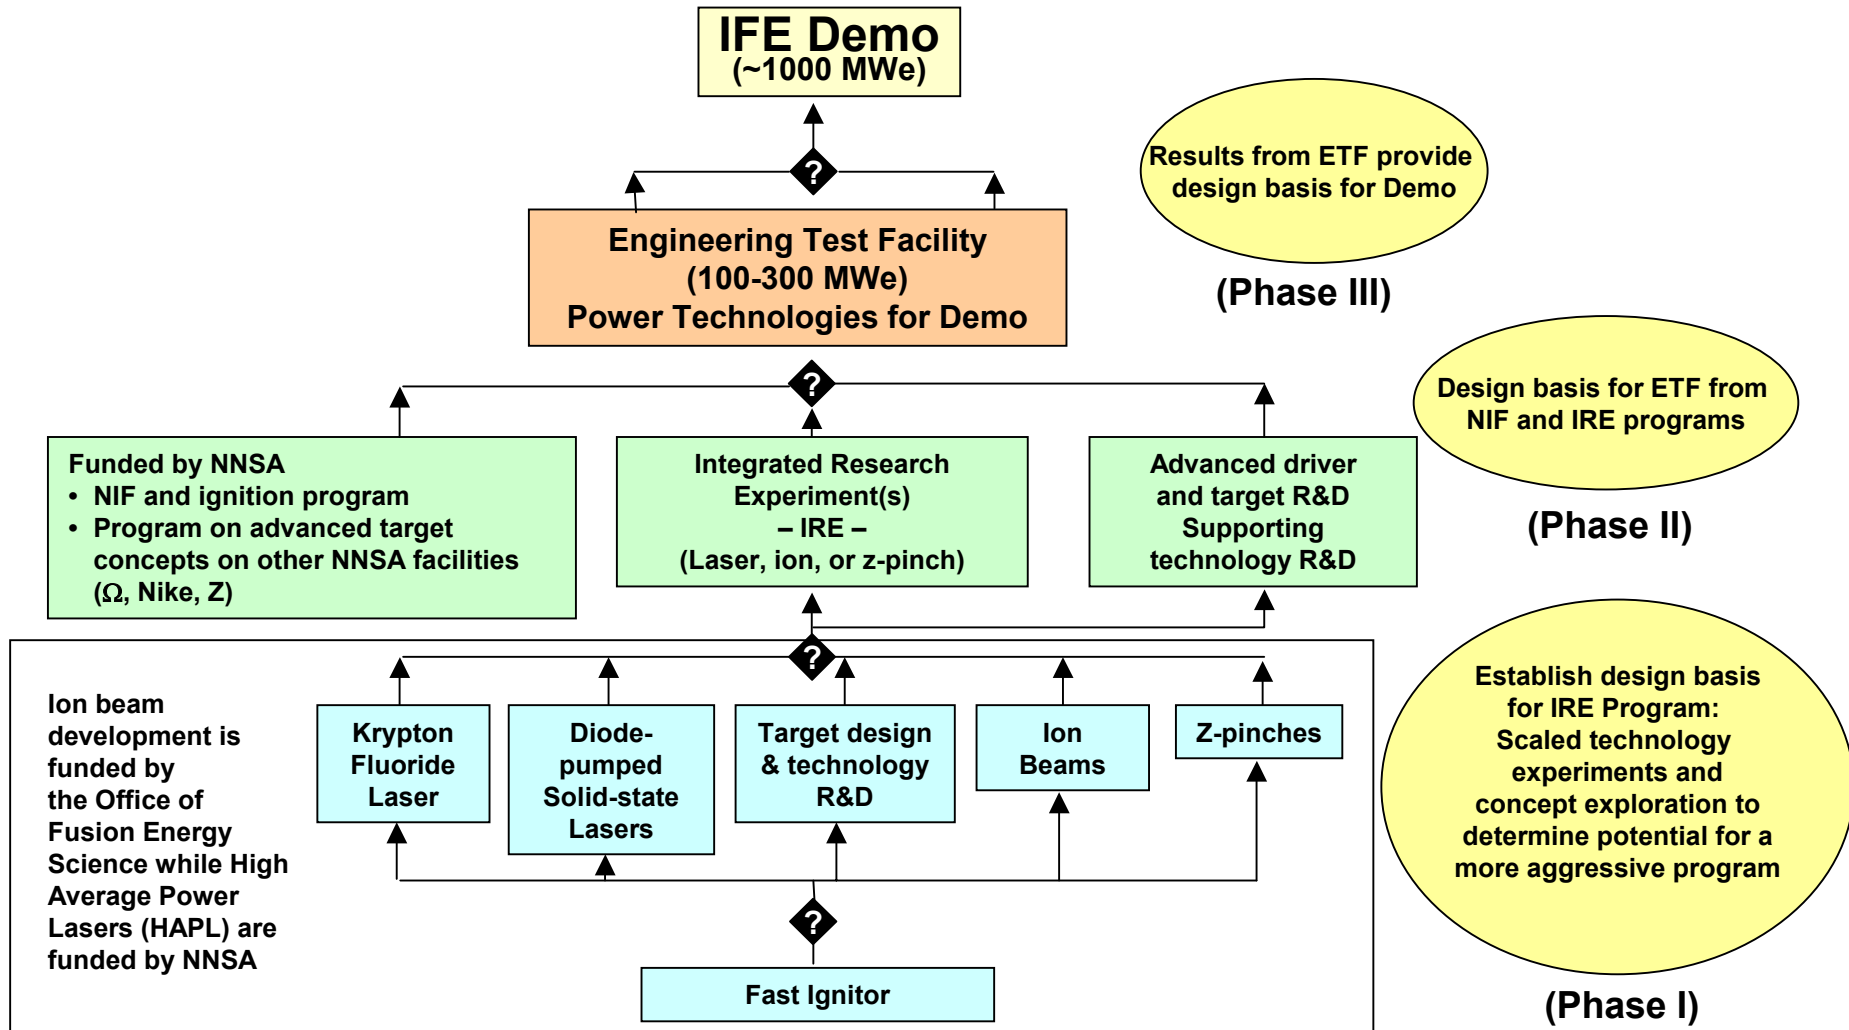 IFE Demo
(~1000 MWe)
?
Results from ETF provide
design basis for Demo
(Phase III)
Engineering Test Facility
(100-300 MWe)
Power Technologies for Demo
?
Design basis for ETF from
NIF and IRE programs
(Phase II)
Funded by NNSA
• NIF and ignition program
• Program on advanced target
concepts on other NNSA facilities
(Ω, Nike, Z)
Integrated Research
Experiment(s)
– IRE –
(Laser, ion, or z-pinch)
Advanced driver
and target R&D
Supporting
technology R&D
?
Ion beam
development is
funded by
the Office of
Fusion Energy
Science while High
Average Power
Lasers (HAPL) are
funded by NNSA
Krypton
Fluoride
Laser
Diode-
pumped
Solid-state
Lasers
Target design
& technology
R&D
Ion
Beams
Z-pinches
Establish design basis
for IRE Program:
Scaled technology
experiments and
concept exploration to
determine potential for a
more aggressive program
(Phase I)
?
Fast Ignitor